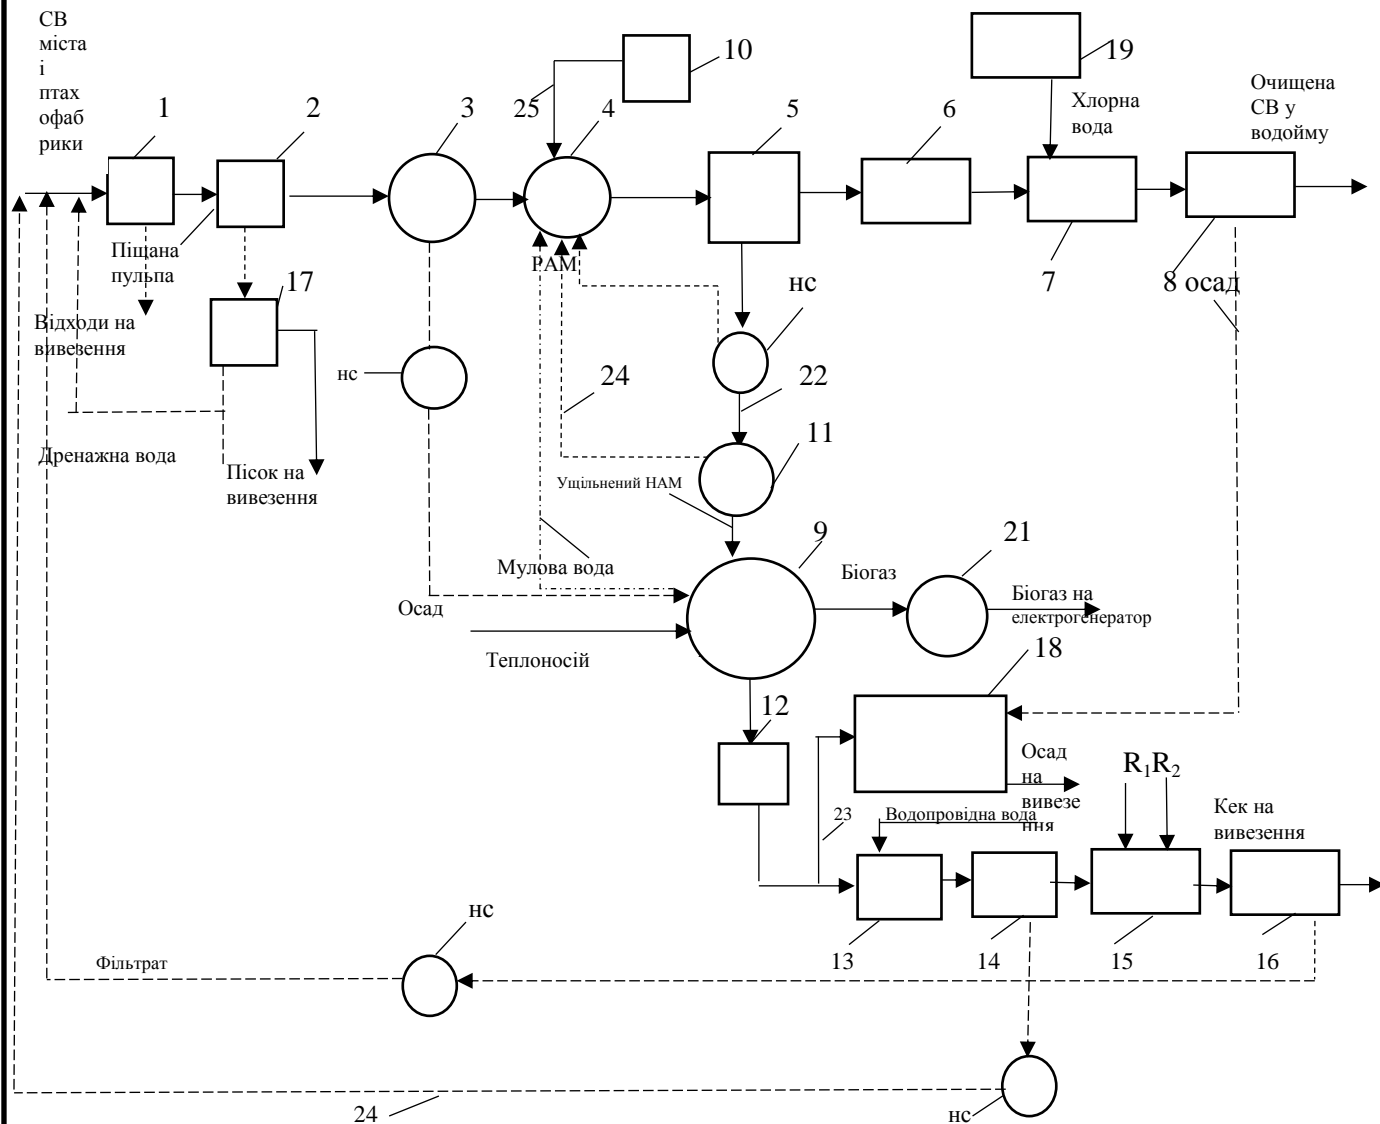 СВ
міста
і
птах
офаб
рики
1
2
3
25
4
10
5
6
19
Хлорна
вода
Очищена
СВ у
водойму
Піщана
пульпа
17
РАМ
нс
7
8 осад
Відходи на
вивезення
нс
24
22
11
Дренажна вода
Пісок на
вивезення
Ущільнений НАМ
9
21
Мулова вода
Біогаз
Біогаз на
електрогенератор
Осад
Теплоносій
18
12
Осад
на
вивезе
ння
R₁R₂
23
Водопровідна вода
Кек на
вивезення
нс
Фільтрат
13
14
15
16
24
нс